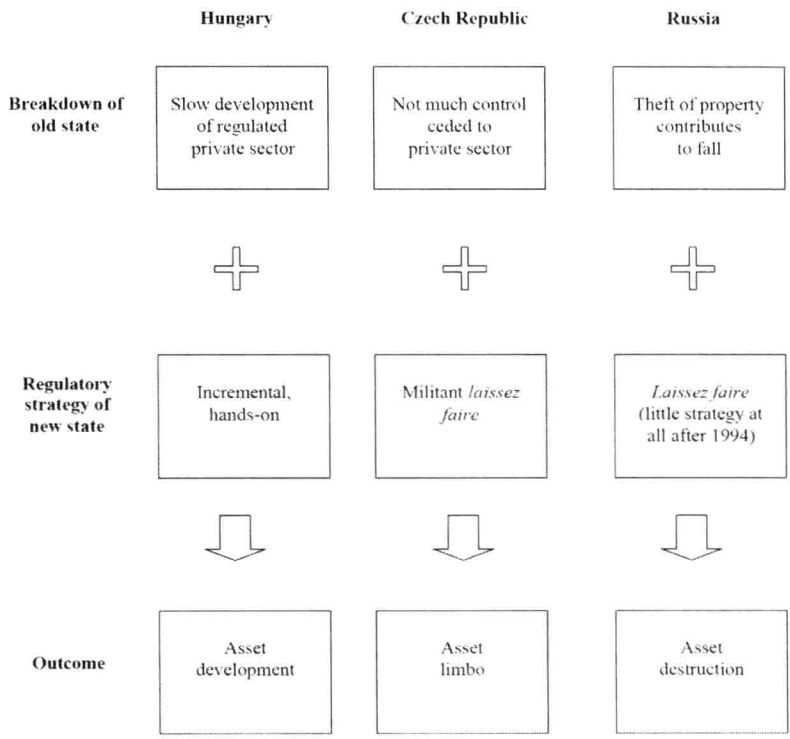 Hungary
Czech Republic
Russia
Breakdown of
old state
Slow development
of regulated
private sector
Not much control
ceded to
private sector
Theft of property
contributes
to fall
Regulatory
strategy of
new state
Incremental,
hands-on
Militant laissez
faire
Laissez faire
(little strategy at
all after 1994)
Outcome
Asset
development
Asset
limbo
Asset
destruction